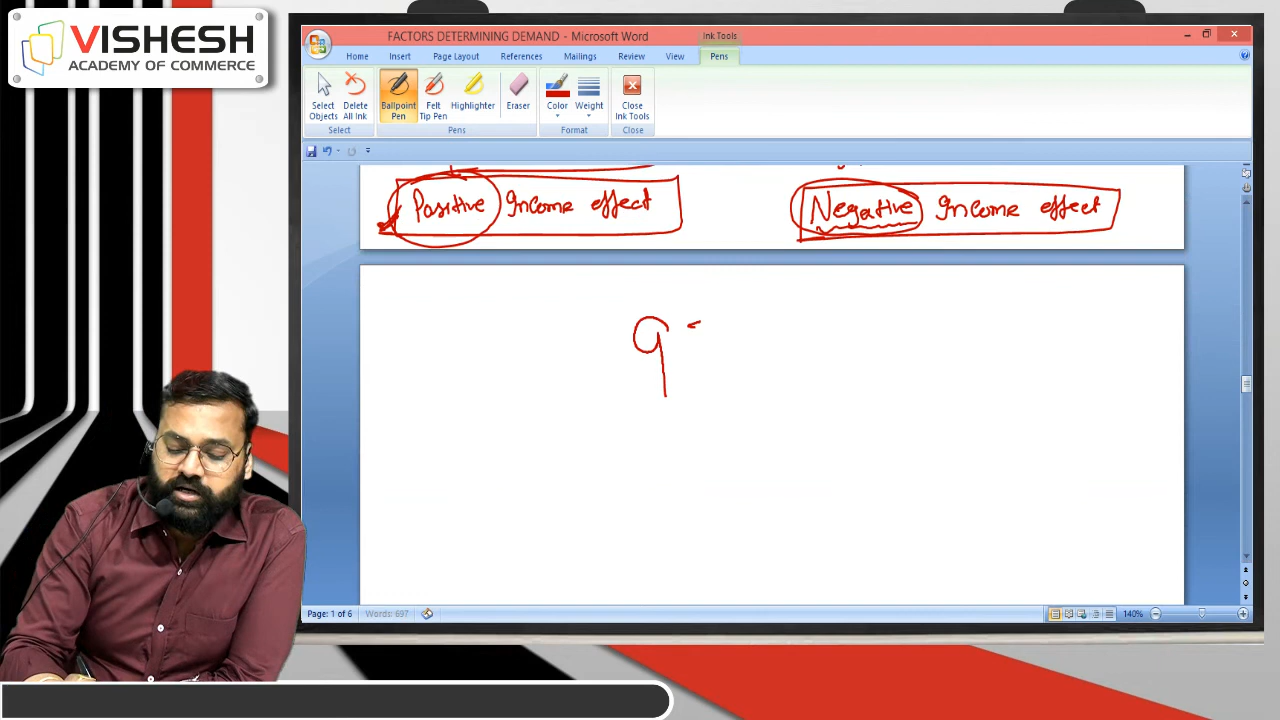 VISHESH
ACADEMY OF COMMERCE
FACTORS DETERMINING DEMAND - Microsoft Word
Ink Tools
Home Insert Page Layout References Mailings Review View Pens
Select Objects
Delete All Ink
Ballpoint Pen
Felt Tip Pen
Highlighter
Eraser
Color
Weight
Close Ink Tools
Select Pens Format Close
Positive Income effect Negative Income effect
Page: 1 of 6 Words: 697 140%